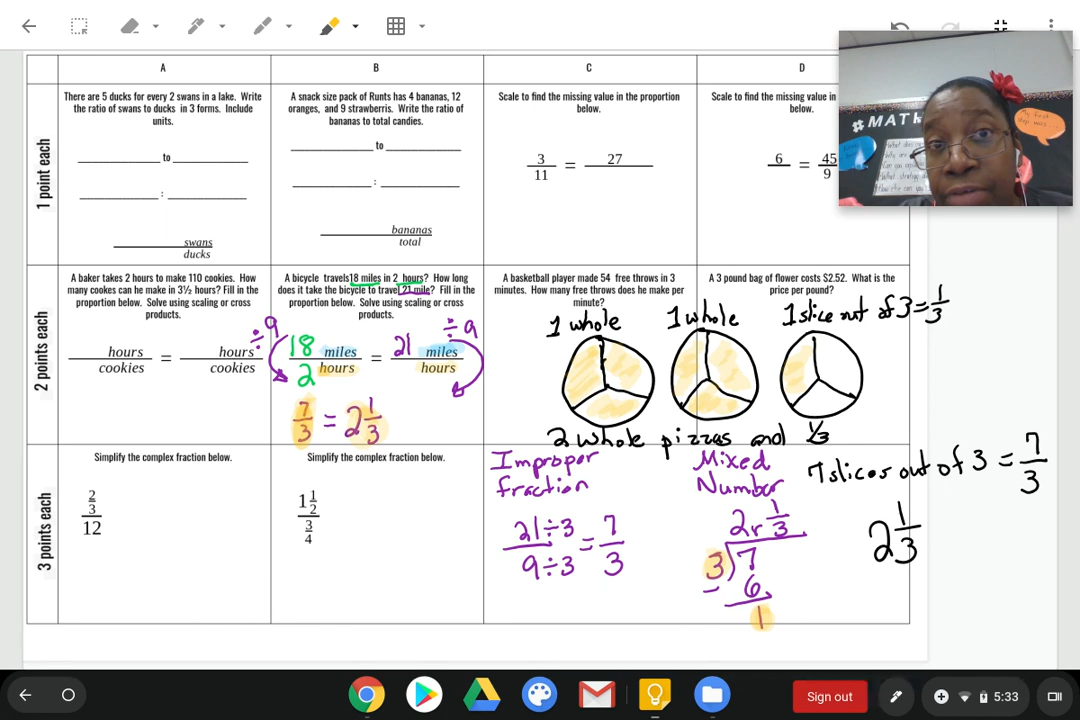 A
B
C
D
1 point each
There are 5 ducks for every 2 swans in a lake. Write
the ratio of swans to ducks in 3 forms. Include
units.
to
:
swans
ducks
A snack size pack of Runts has 4 bananas, 12
oranges, and 9 strawberris. Write the ratio of
bananas to total candies.
to
:
bananas
total
Scale to find the missing value in the proportion
below.
3/11 = 27
Scale to find the missing value in
below.
6 = 45/9
# MATH
My first
step was
2 points each
A baker takes 2 hours to make 110 cookies. How
many cookes can he make in 3½ hours? Fill in the
proportion below. Solve using scaling or cross
products.
hours = hours
cookies cookies
A bicycle travels 18 miles in 2 hours? How long
does it take the bicycle to travel 21 mile? Fill in the
proportion below. Solve using scaling or cross
products.
÷9 ÷9
18 miles = 21 miles
2 hours hours
7/3 = 2 1/3
A basketball player made 54 free throws in 3
minutes. How many free throws does he make per
minute?
A 3 pound bag of flower costs $2.52. What is the
price per pound?
1 whole 1 whole 1 slice out of 3 = 1/3
2 whole pizzas and 1/3
7 slices out of 3 = 7/3
2 1/3
3 points each
Simplify the complex fraction below.
2/3
12
Simplify the complex fraction below.
1 1/2
3/4
Improper
fraction
21÷3 = 7
9÷3 3
Mixed
Number
2r 1/3
3)7
- 6
1
Sign out
5:33